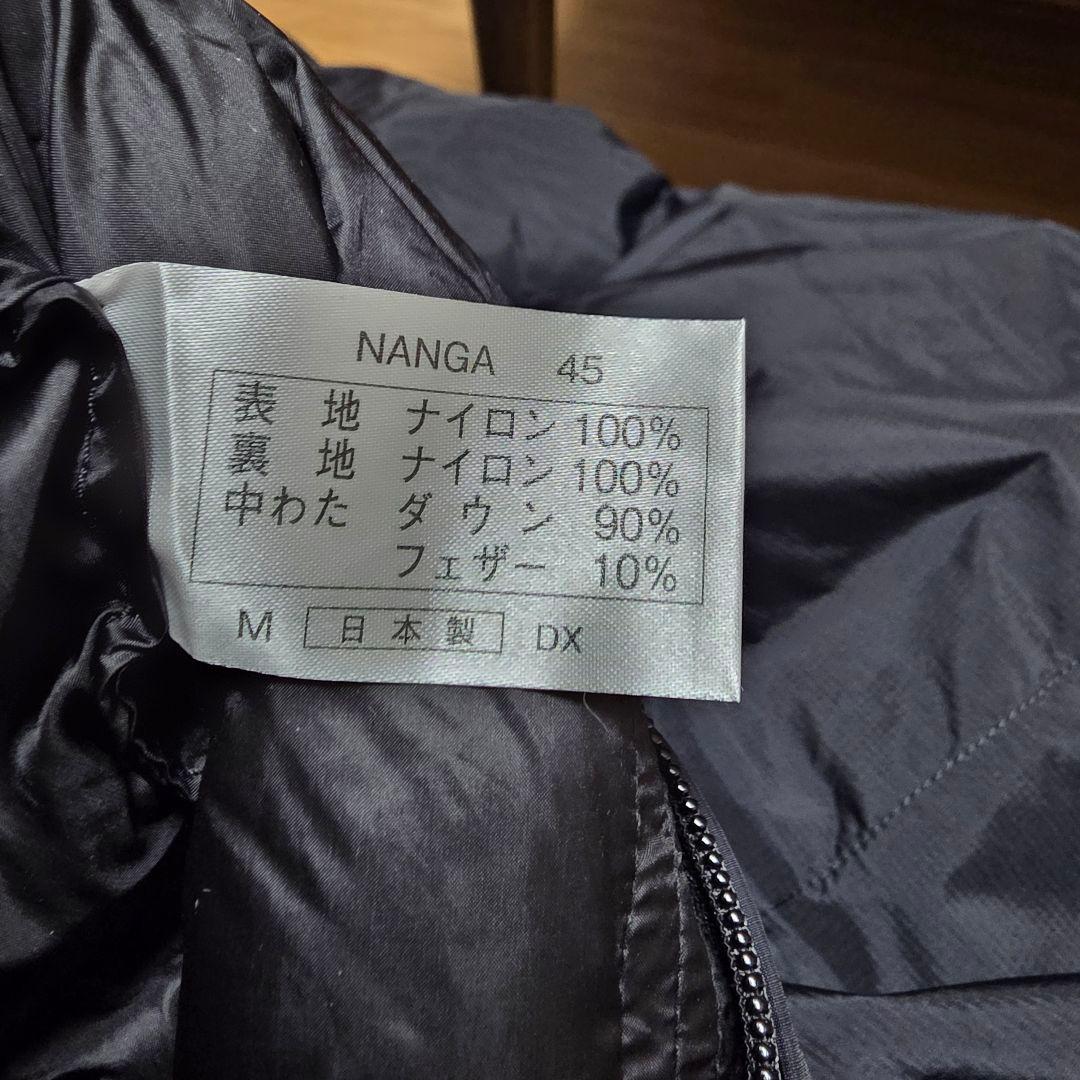 NANGA 45
表 地 ナイロン 100%
裏 地 ナイロン 100%
中わた ダウン 90%
フェザー 10%
M 日本製 DX